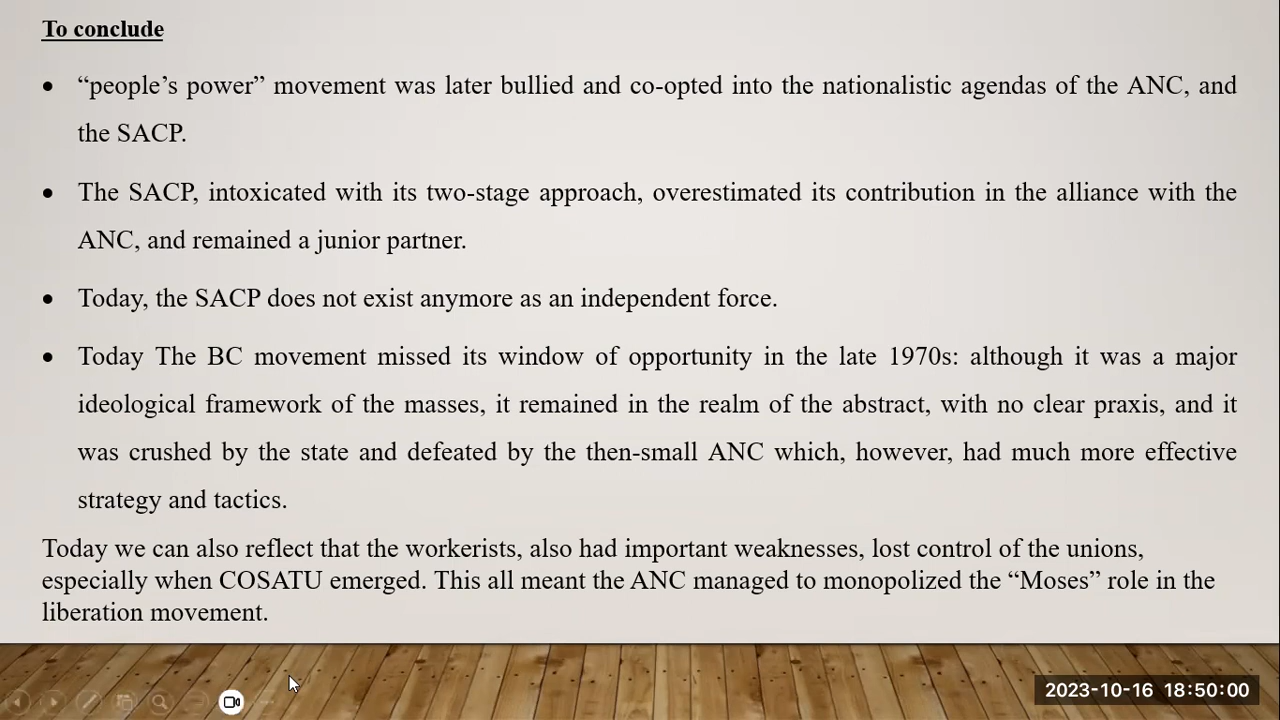 To conclude
• “people’s power” movement was later bullied and co-opted into the nationalistic agendas of the ANC, and
the SACP.
• The SACP, intoxicated with its two-stage approach, overestimated its contribution in the alliance with the
ANC, and remained a junior partner.
• Today, the SACP does not exist anymore as an independent force.
• Today The BC movement missed its window of opportunity in the late 1970s: although it was a major
ideological framework of the masses, it remained in the realm of the abstract, with no clear praxis, and it
was crushed by the state and defeated by the then-small ANC which, however, had much more effective
strategy and tactics.
Today we can also reflect that the workerists, also had important weaknesses, lost control of the unions,
especially when COSATU emerged. This all meant the ANC managed to monopolized the “Moses” role in the
liberation movement.
2023-10-16 18:50:00